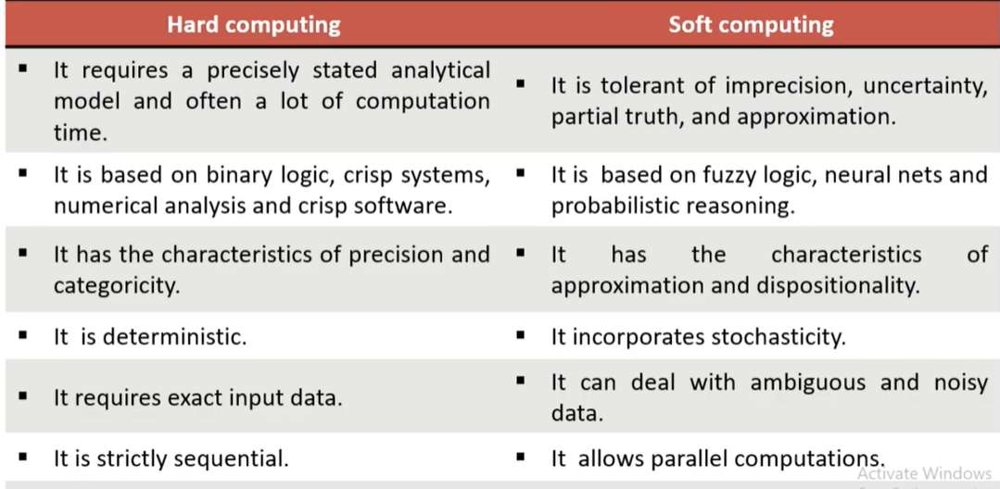 Hard computing
Soft computing
▪ It requires a precisely stated analytical
model and often a lot of computation
time.
▪ It is tolerant of imprecision, uncertainty,
partial truth, and approximation.
▪ It is based on binary logic, crisp systems,
numerical analysis and crisp software.
▪ It is based on fuzzy logic, neural nets and
probabilistic reasoning.
▪ It has the characteristics of precision and
categoricity.
▪ It has the characteristics of
approximation and dispositionality.
▪ It is deterministic.
▪ It incorporates stochasticity.
▪ It requires exact input data.
▪ It can deal with ambiguous and noisy
data.
▪ It is strictly sequential.
▪ It allows parallel computations.
Activate Windows